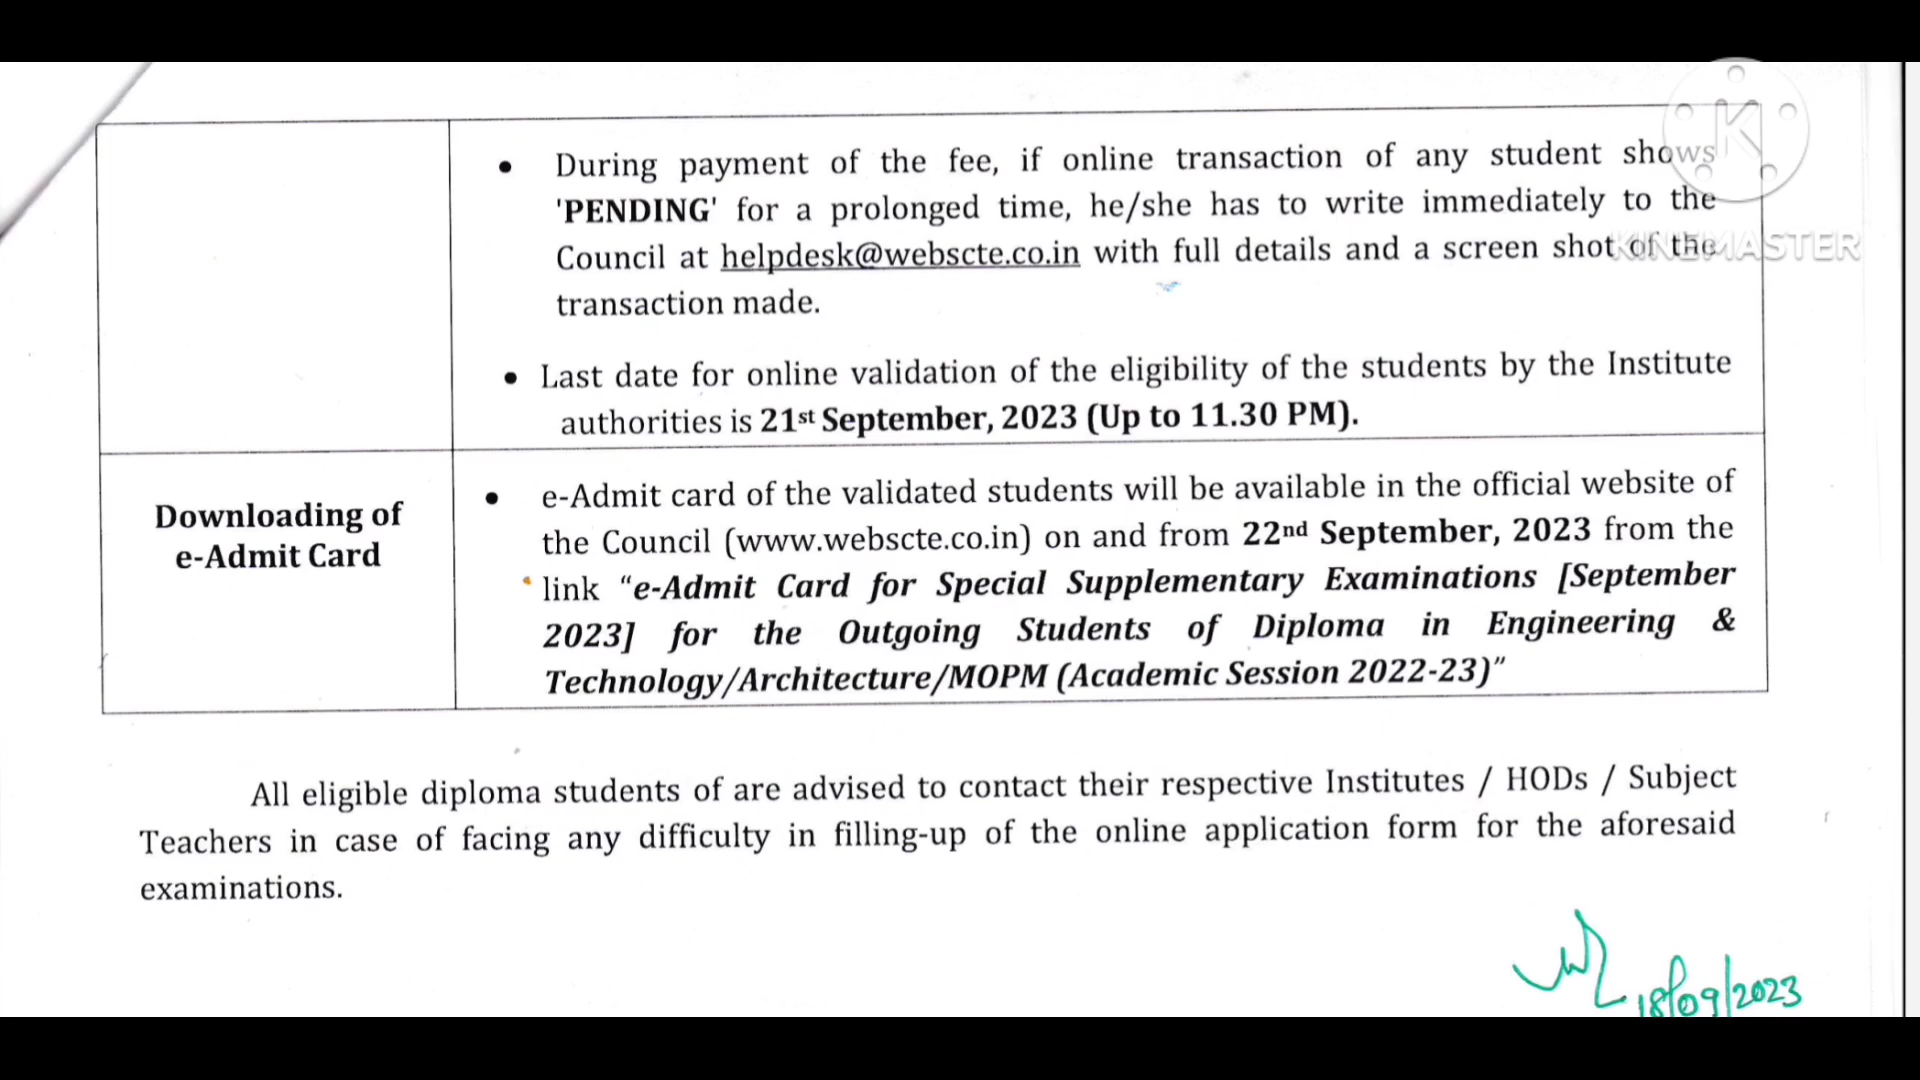 • During payment of the fee, if online transaction of any student shows
'PENDING' for a prolonged time, he/she has to write immediately to the
Council at helpdesk@webscte.co.in with full details and a screen shot of the
transaction made.
• Last date for online validation of the eligibility of the students by the Institute
authorities is 21st September, 2023 (Up to 11.30 PM).
Downloading of
e-Admit Card
• e-Admit card of the validated students will be available in the official website of
the Council (www.webscte.co.in) on and from 22nd September, 2023 from the
link “e-Admit Card for Special Supplementary Examinations [September
2023] for the Outgoing Students of Diploma in Engineering &
Technology/Architecture/MOPM (Academic Session 2022-23)”
All eligible diploma students of are advised to contact their respective Institutes / HODs / Subject
Teachers in case of facing any difficulty in filling-up of the online application form for the aforesaid
examinations.
18/09/2023
K
KINEMASTER